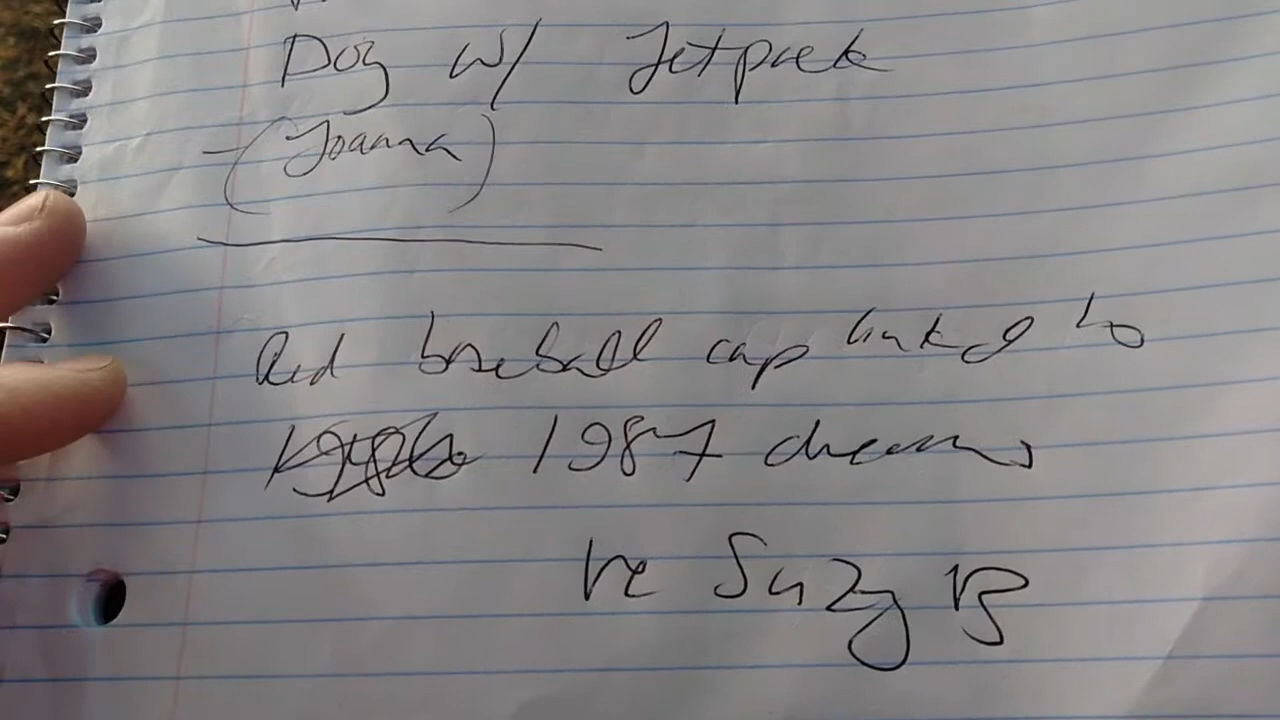 Dog w/ Jetpack
- (Joanna)
Red baseball cap linked to
1987 dreams
re Suzy B